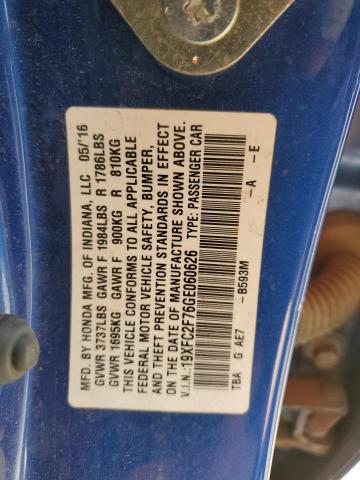 MFD. BY HONDA MFG. OF INDIANA, LLC 05/'16
GVWR 3737LBS GAWR F 1984LBS R 1786LBS
GVWR 1695KG GAWR F 900KG R 810KG
THIS VEHICLE CONFORMS TO ALL APPLICABLE
FEDERAL MOTOR VEHICLE SAFETY, BUMPER,
AND THEFT PREVENTION STANDARDS IN EFFECT
ON THE DATE OF MANUFACTURE SHOWN ABOVE.
V.I.N.:19XFC2F76GE060626 TYPE: PASSENGER CAR
TBA G AE7 -B593M -A -E